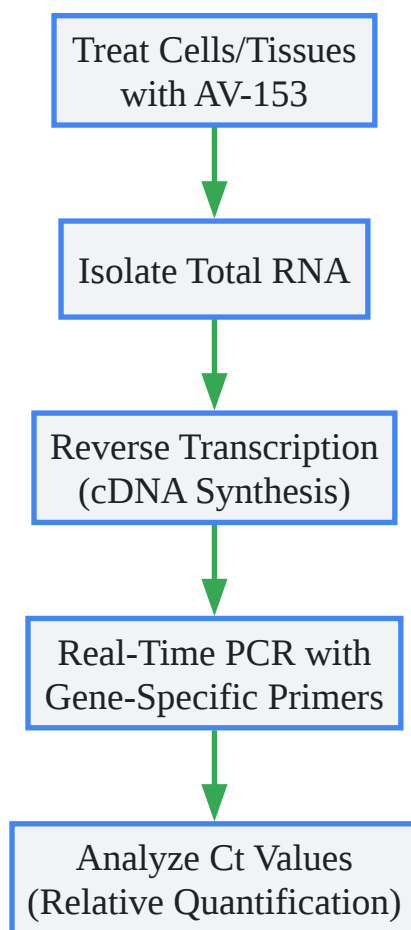 Treat Cells/Tissues
with AV-153
Isolate Total RNA
Reverse Transcription
(cDNA Synthesis)
Real-Time PCR with
Gene-Specific Primers
Analyze Ct Values
(Relative Quantification)